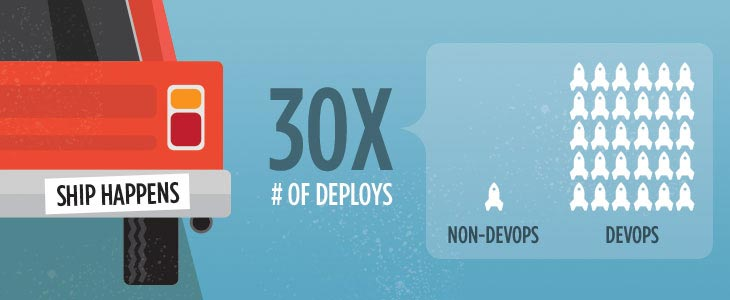 SHIP HAPPENS
30X
# OF DEPLOYS
NON-DEVOPS
DEVOPS